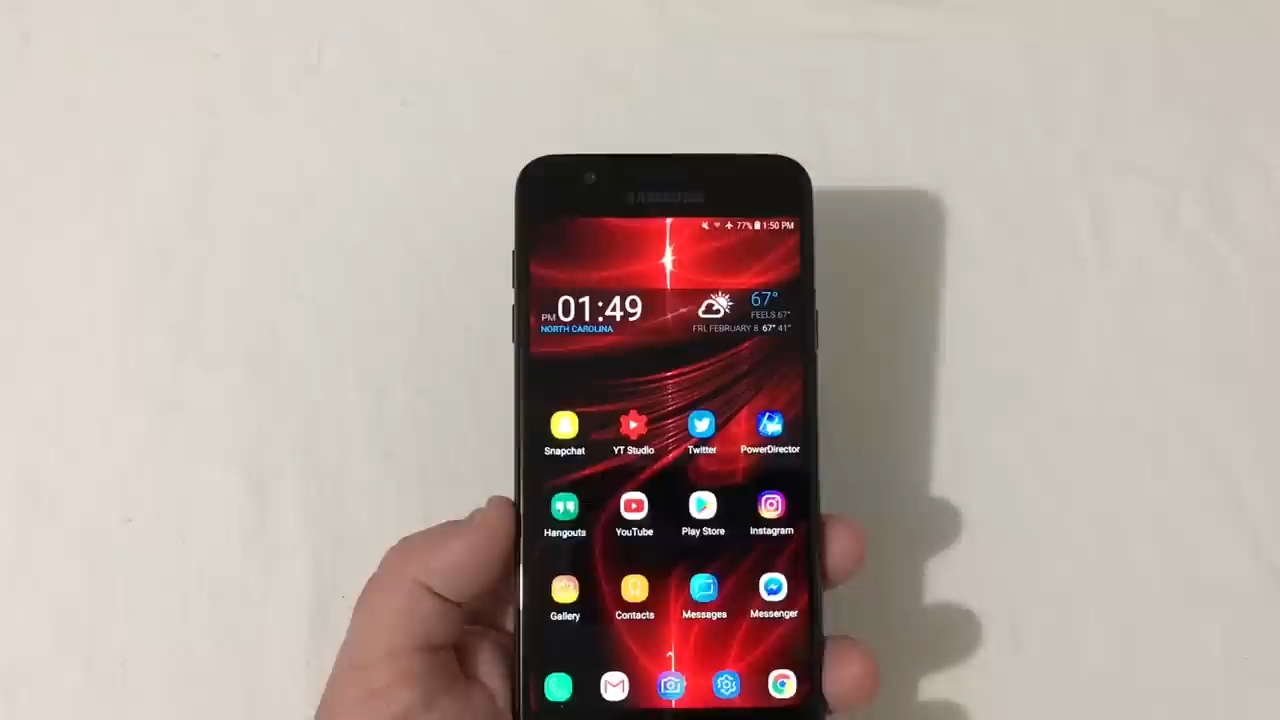 SAMSUNG
77% 1:50 PM
PM 01:49
67°
FEELS 67°
NORTH CAROLINA
FRI, FEBRUARY 8 67° 41°
Snapchat YT Studio Twitter PowerDirector
Hangouts YouTube Play Store Instagram
Gallery Contacts Messages Messenger